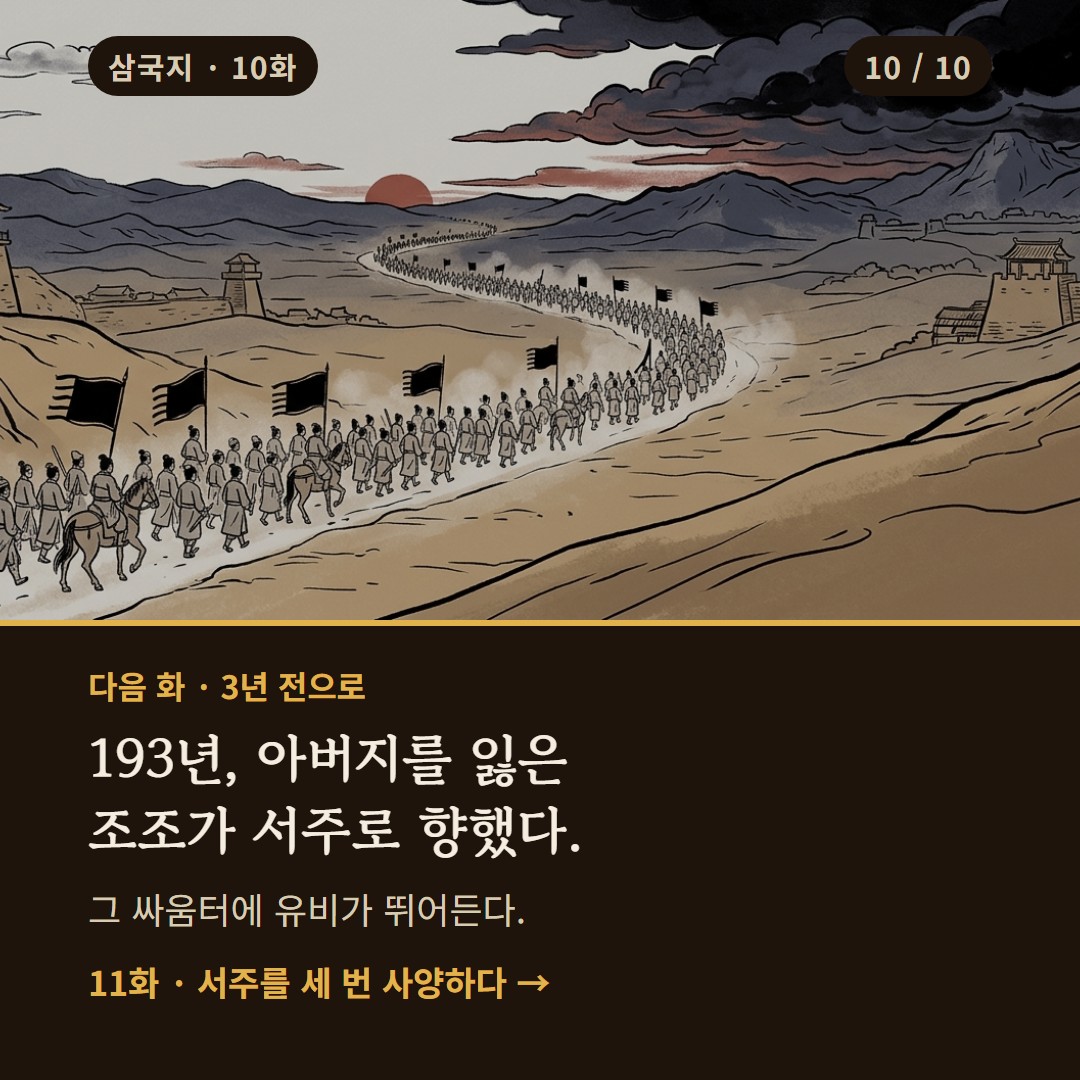 삼국지 · 10화
10 / 10
다음 화 · 3년 전으로
193년, 아버지를 잃은
조조가 서주로 향했다.
그 싸움터에 유비가 뛰어든다.
11화 · 서주를 세 번 사양하다 →